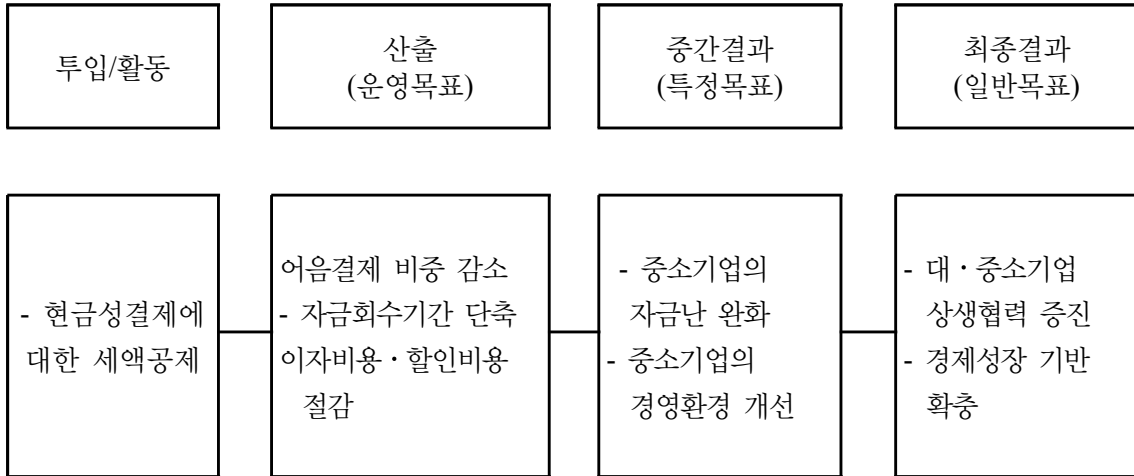 투입/활동
산출
(운영목표)
중간결과
(특정목표)
최종결과
(일반목표)
- 현금성결제에
대한 세액공제
어음결제 비중 감소
- 자금회수기간 단축
이자비용・할인비용
절감
- 중소기업의
자금난 완화
- 중소기업의
경영환경 개선
- 대・중소기업
상생협력 증진
- 경제성장 기반
확충